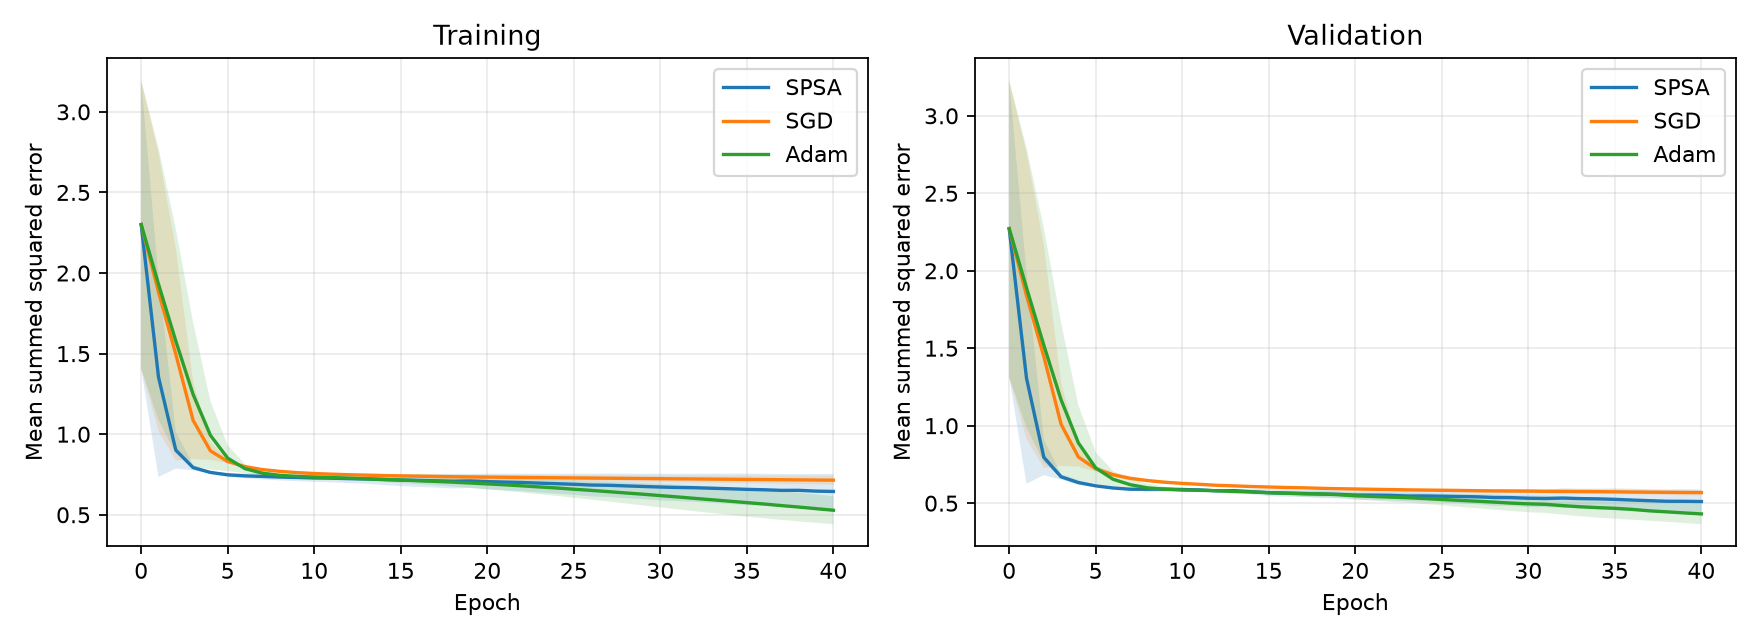 Training
Mean summed squared error
3.0
2.5
2.0
1.5
1.0
0.5
0 5 10 15 20 25 30 35 40
Epoch
SPSA
SGD
Adam
Validation
Mean summed squared error
3.0
2.5
2.0
1.5
1.0
0.5
0 5 10 15 20 25 30 35 40
Epoch
SPSA
SGD
Adam